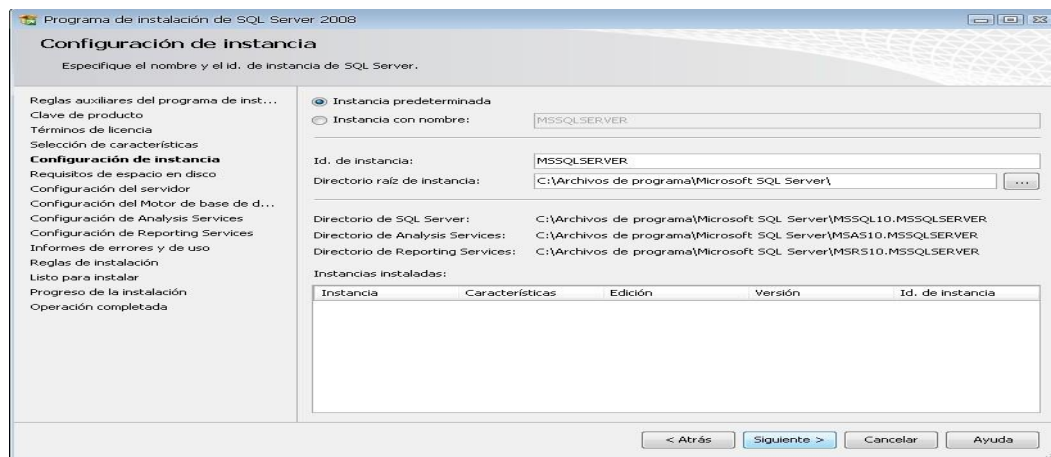 Programa de instalación de SQL Server 2008
Configuración de instancia
Especifique el nombre y el id. de instancia de SQL Server.
Reglas auxiliares del programa de inst...
Clave de producto
Términos de licencia
Selección de características
Configuración de instancia
Requisitos de espacio en disco
Configuración del servidor
Configuración del Motor de base de d...
Configuración de Analysis Services
Configuración de Reporting Services
Informes de errores y de uso
Reglas de instalación
Listo para instalar
Progreso de la instalación
Operación completada
Instancia predeterminada
Instancia con nombre: MSSQLSERVER
Id. de instancia: MSSQLSERVER
Directorio raíz de instancia: C:\Archivos de programa\Microsoft SQL Server\ ...
Directorio de SQL Server: C:\Archivos de programa\Microsoft SQL Server\MSSQL10.MSSQLSERVER
Directorio de Analysis Services: C:\Archivos de programa\Microsoft SQL Server\MSAS10.MSSQLSERVER
Directorio de Reporting Services: C:\Archivos de programa\Microsoft SQL Server\MSRS10.MSSQLSERVER
Instancias instaladas:
Instancia Características Edición Versión Id. de instancia
< Atrás Siguiente > Cancelar Ayuda